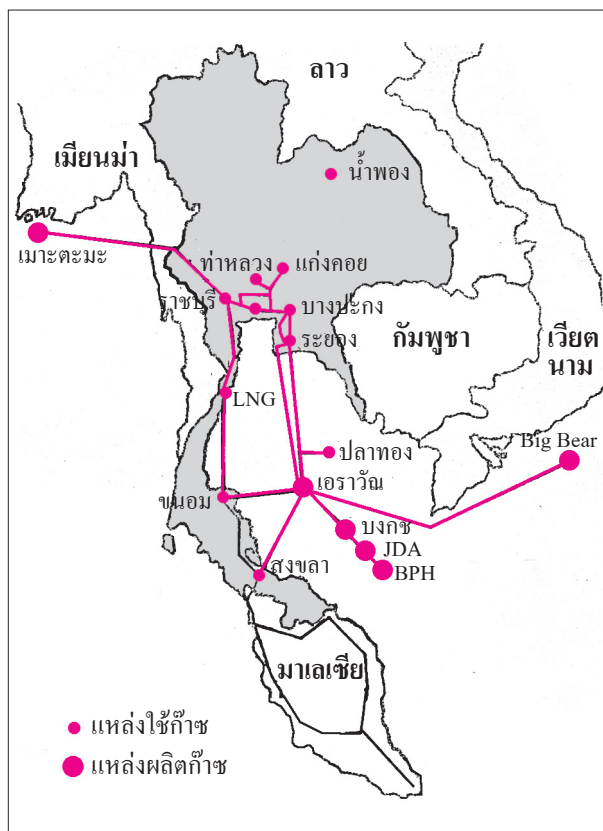 ลาว
เมียนม่า
น้ำพอง
เมาะตะมะ
ท่าหลวง
แก่งคอย
ราชบุรี
บางปะกง
ระยอง
กัมพูชา
เวียต
นาม
LNG
ปลาทอง
Big Bear
เอราวัณ
ขนอม
บงกช
JDA
BPH
สงขลา
มาเลเซีย
แหล่งใช้ก๊าซ
แหล่งผลิตก๊าซ